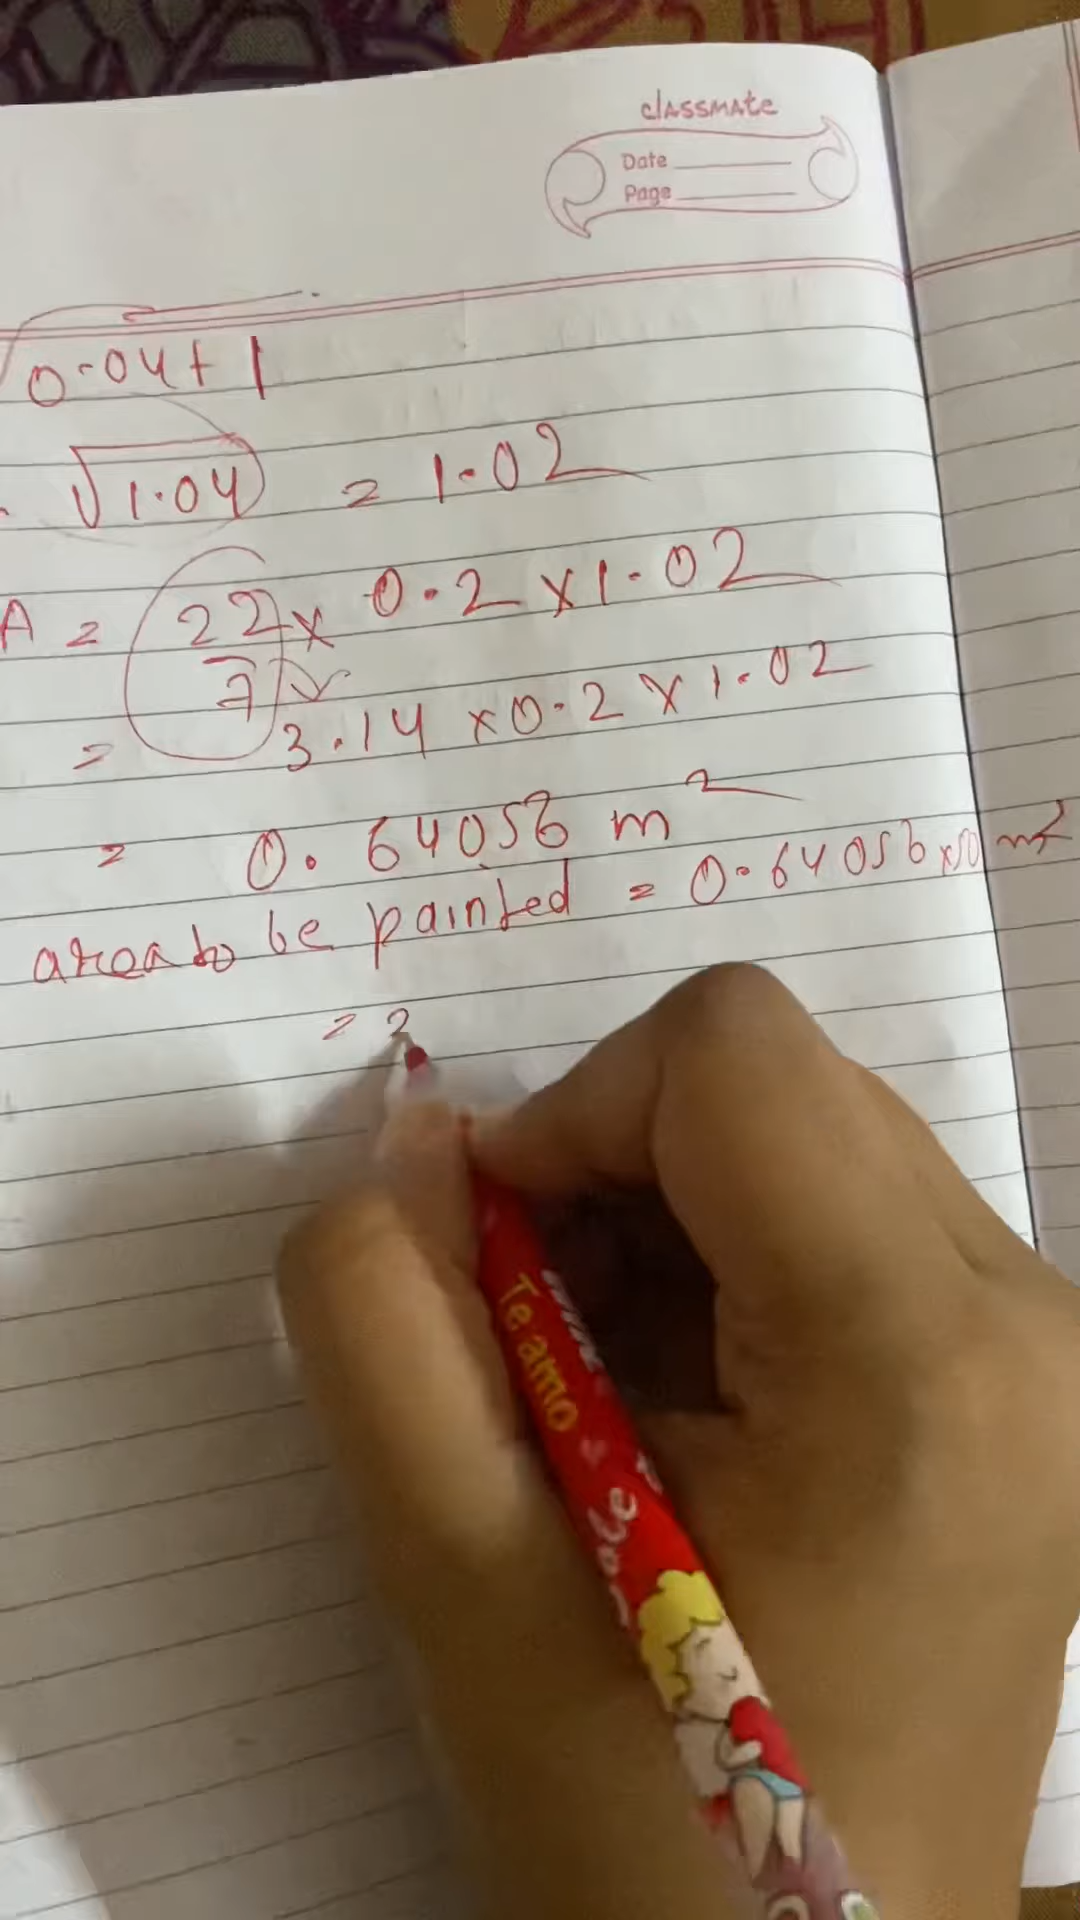 classmate
Date
Page
√0.04+1
√1.04 = 1.02
A = 22/7 × 0.2 × 1.02
= 3.14 × 0.2 × 1.02
= 0.64056 m²
area to be painted = 0.64056 × 50 m²
= 2
Te amo